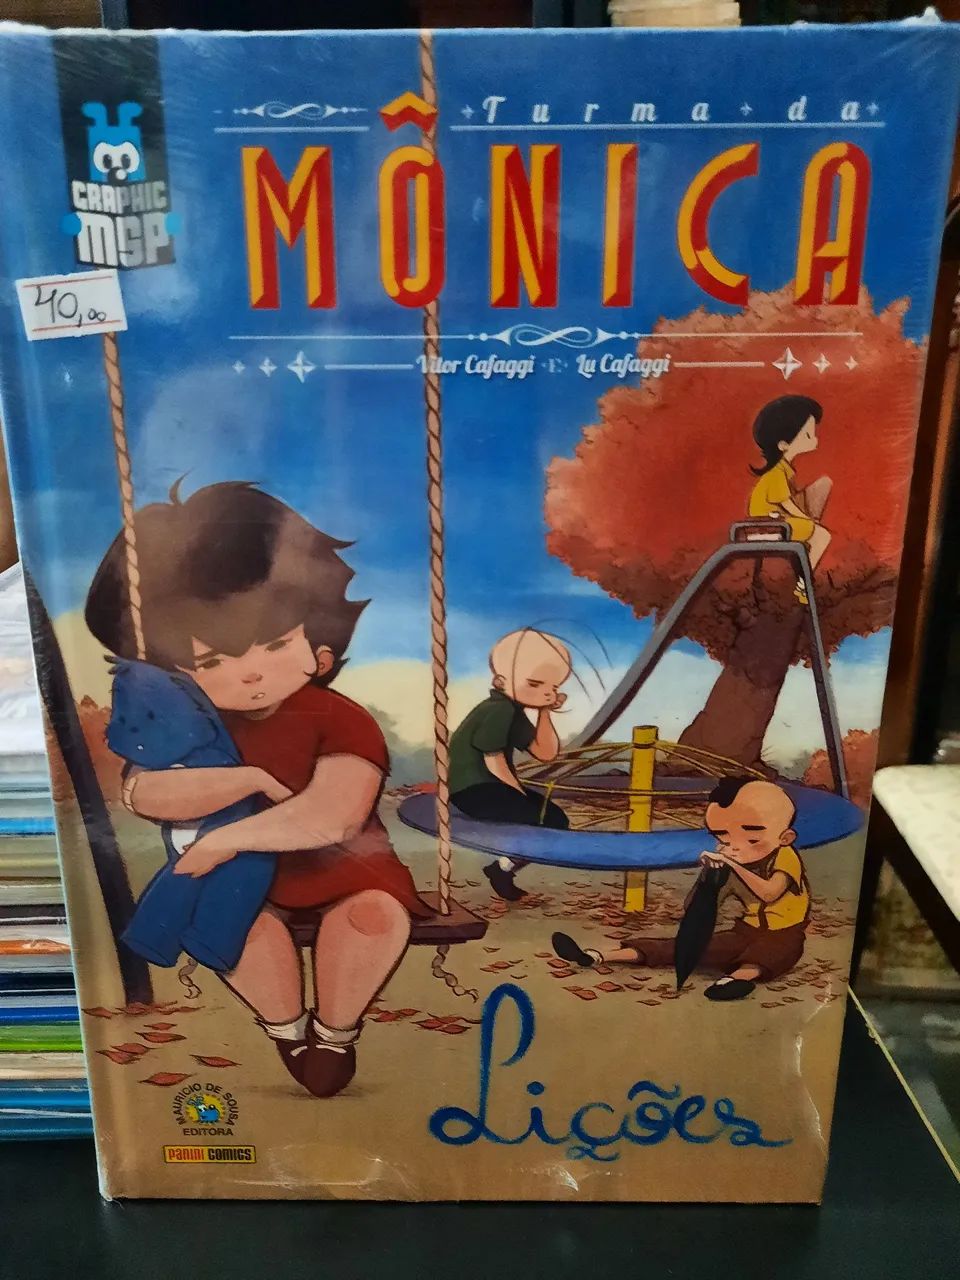 Turma da
MÔNICA
GRAPHIC
MSP
40,00
Vitor Cafaggi E Lu Cafaggi
Lições
MAURICIO DE SOUSA
EDITORA
PANINI COMICS